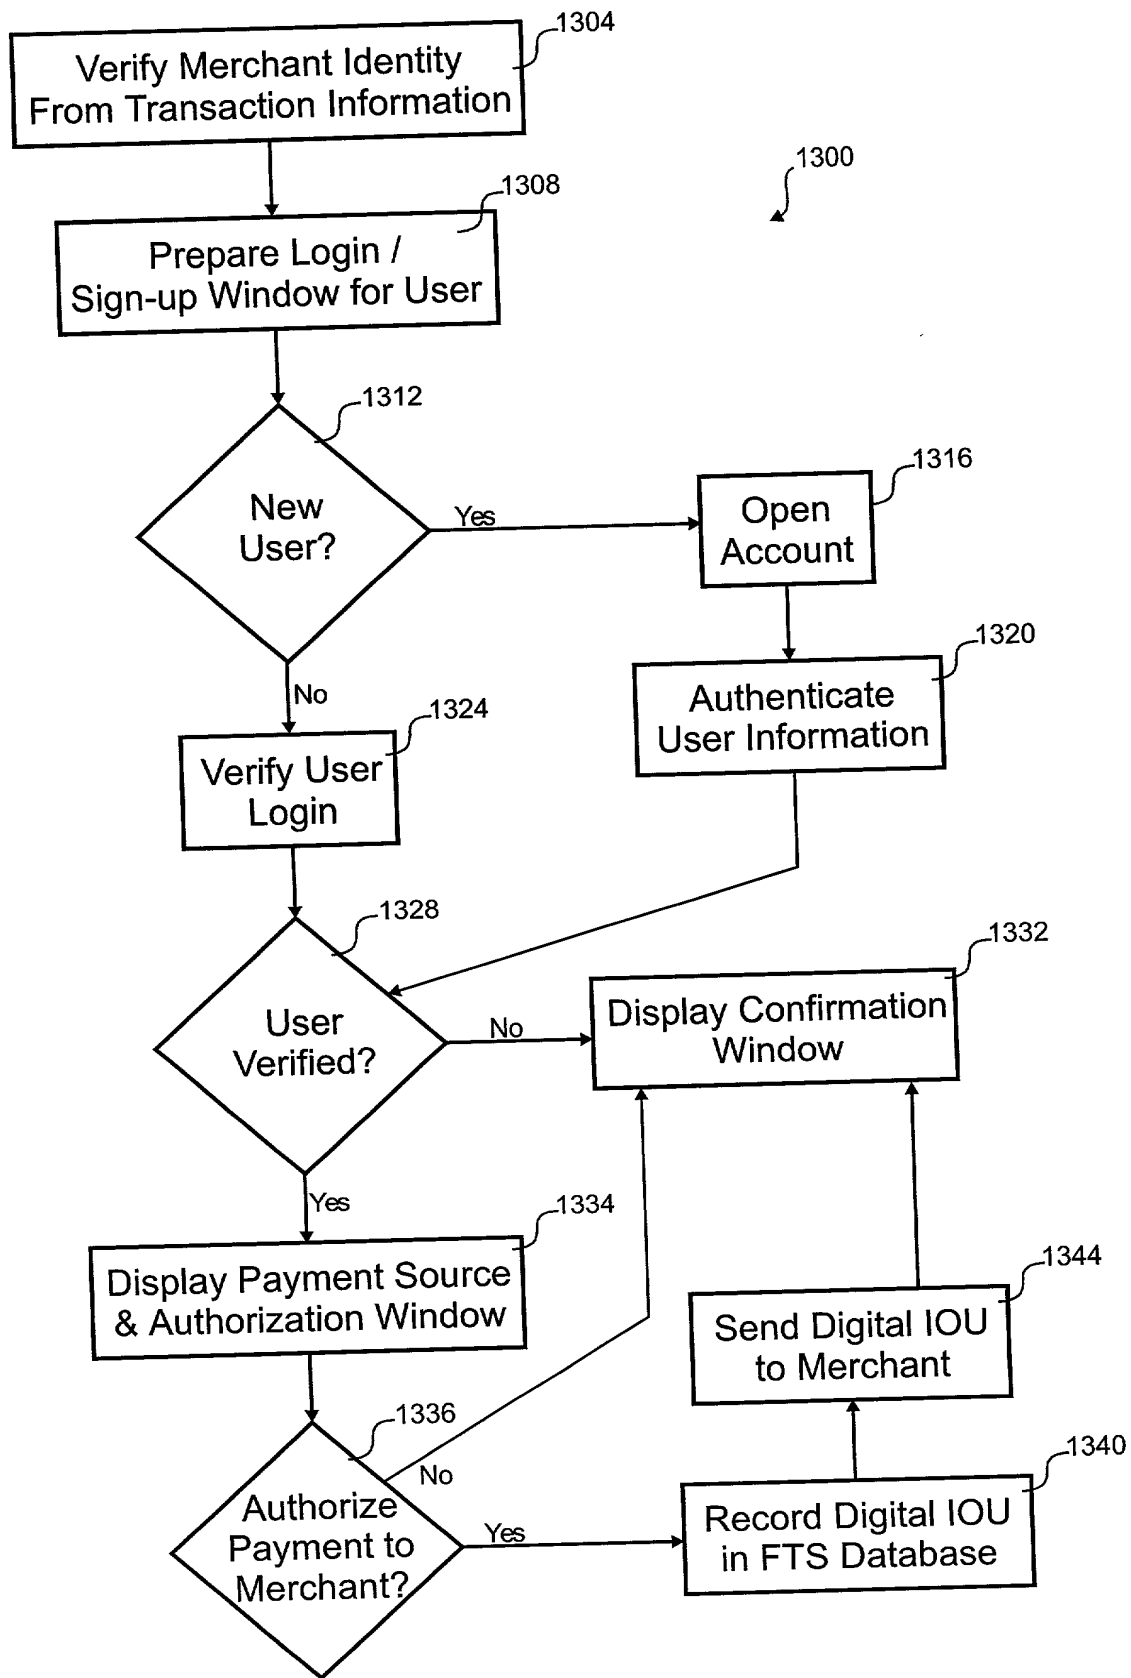 1304
Verify Merchant Identity
From Transaction Information
1300
1308
Prepare Login /
Sign-up Window for User
1312
New
User?
Yes
1316
Open
Account
No
1320
Authenticate
User Information
1324
Verify User
Login
1328
User
Verified?
No
1332
Display Confirmation
Window
Yes
1334
Display Payment Source
& Authorization Window
1344
Send Digital IOU
to Merchant
1336
No
Authorize
Payment to
Merchant?
Yes
1340
Record Digital IOU
in FTS Database